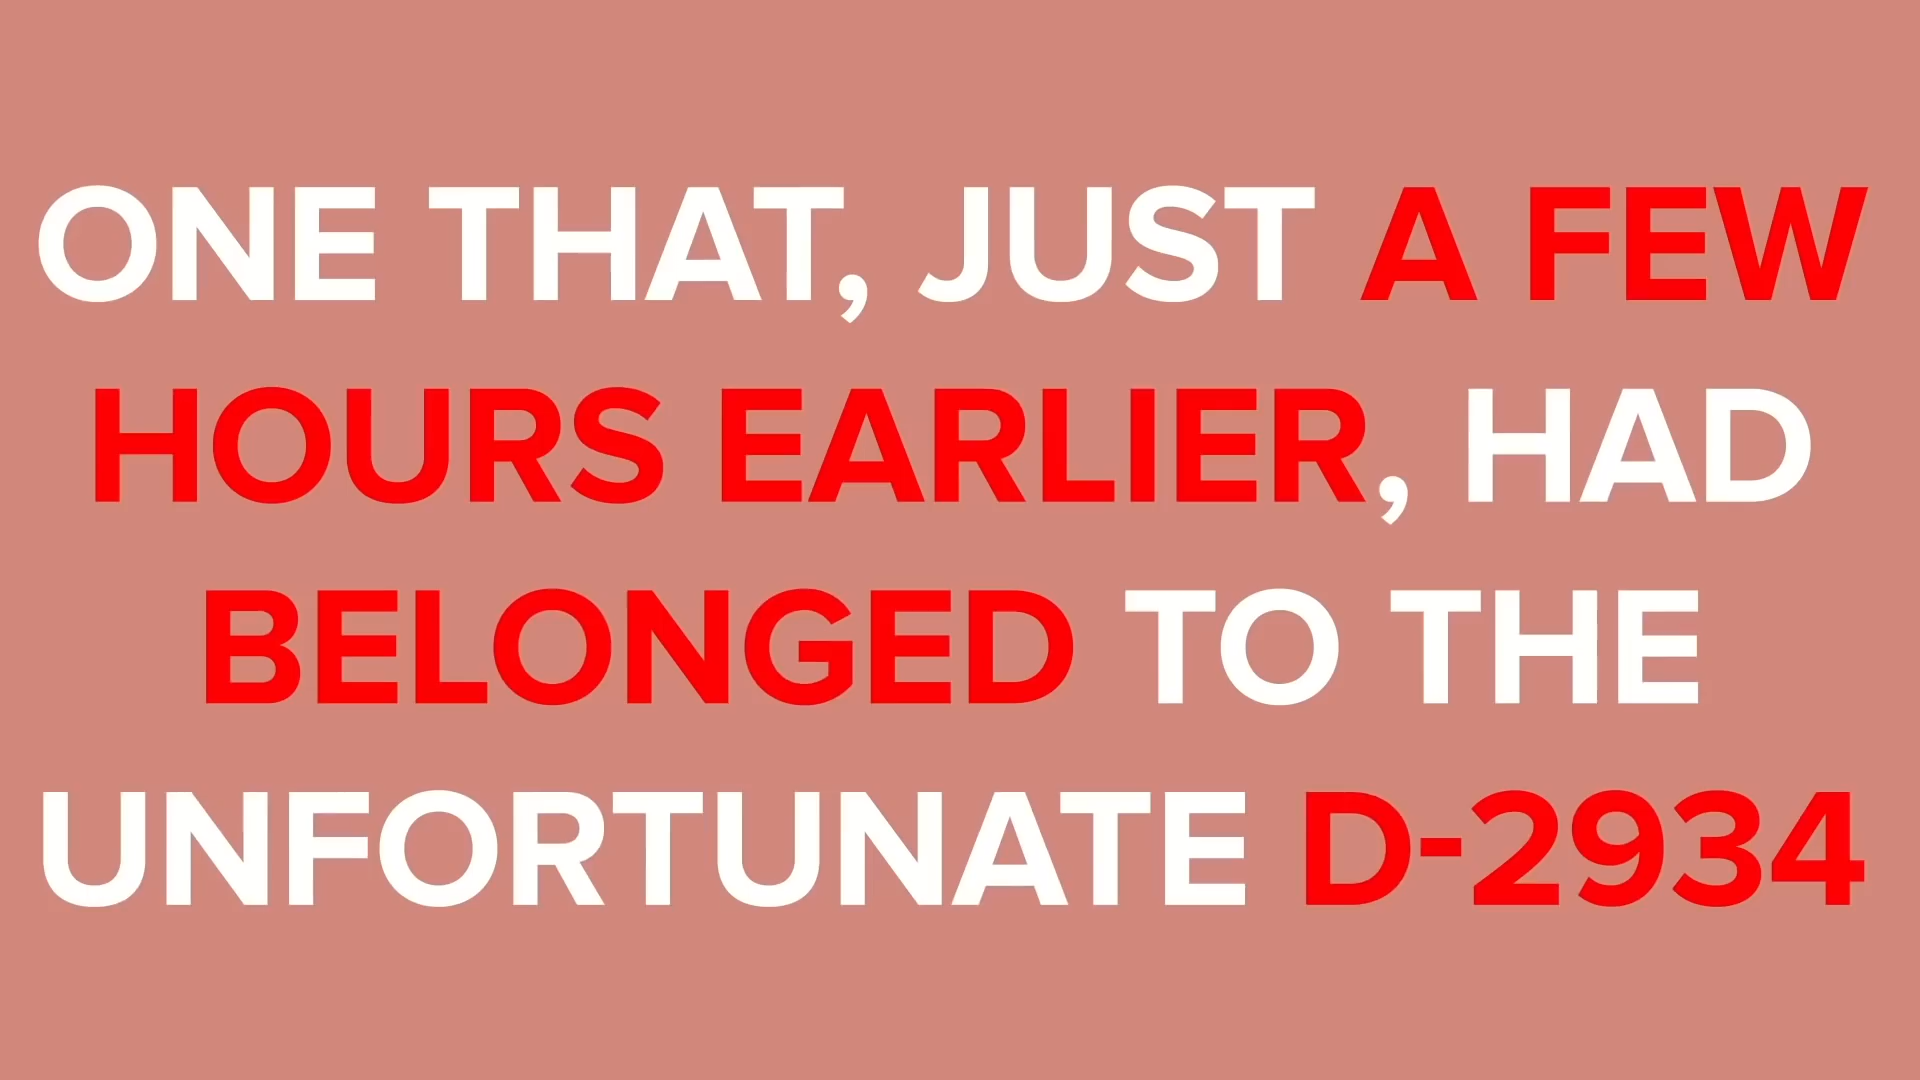 ONE THAT, JUST A FEW
HOURS EARLIER, HAD
BELONGED TO THE
UNFORTUNATE D-2934